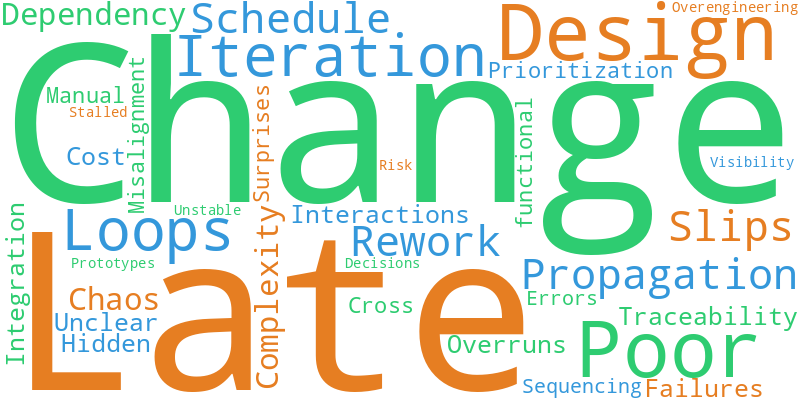 Dependency
Schedule
Design
Overengineering
Iteration
Prioritization
Change
Manual
Stalled
Misalignment
Cost
Surprises
Risk
functional
Visibility
Unstable
Loops
Interactions
Rework
Slips
Integration
Late
Complexity
Prototypes
Decisions
Propagation
Chaos
Cross
Errors
Unclear
Hidden
Traceability
Overruns
Poor
Sequencing
Failures